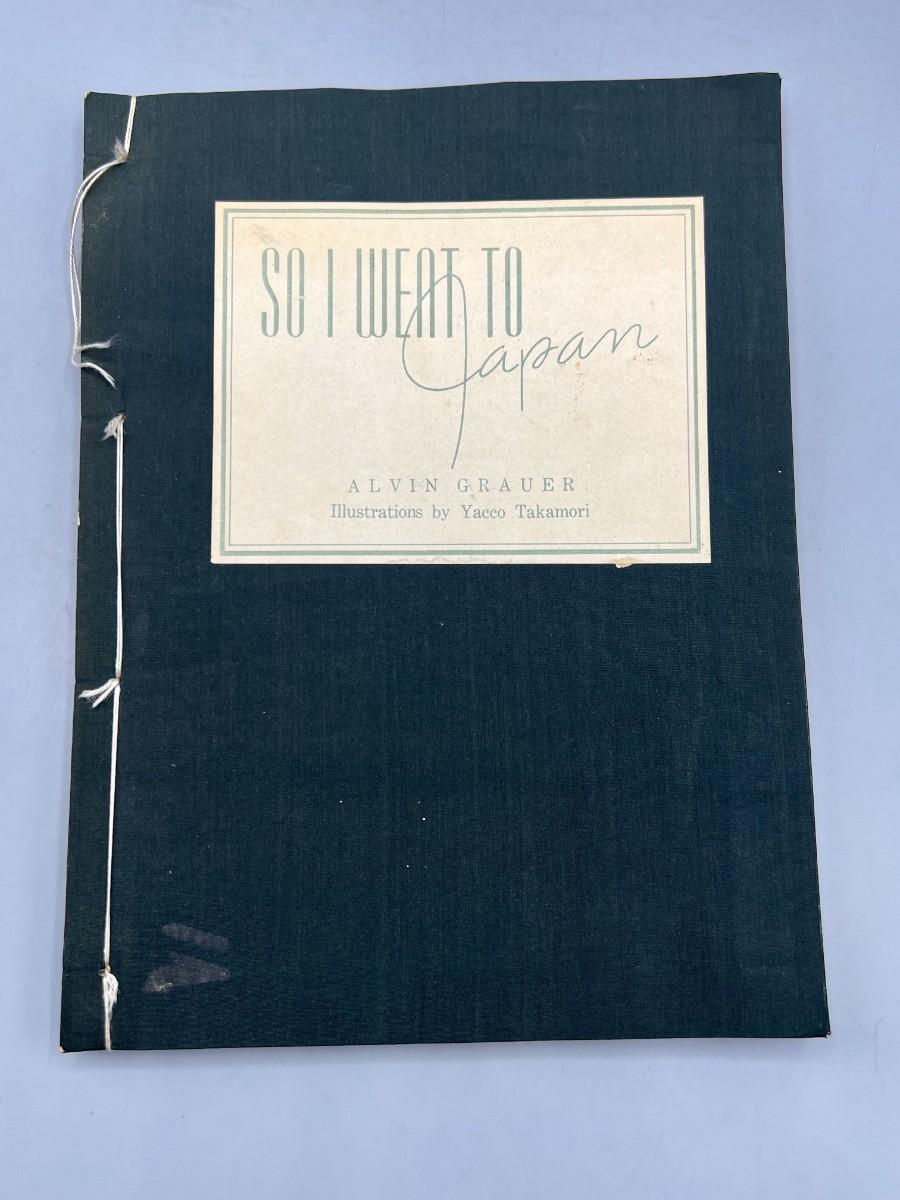 SO I WENT TO
Japan
ALVIN GRAUER
Illustrations by Yacco Takamori